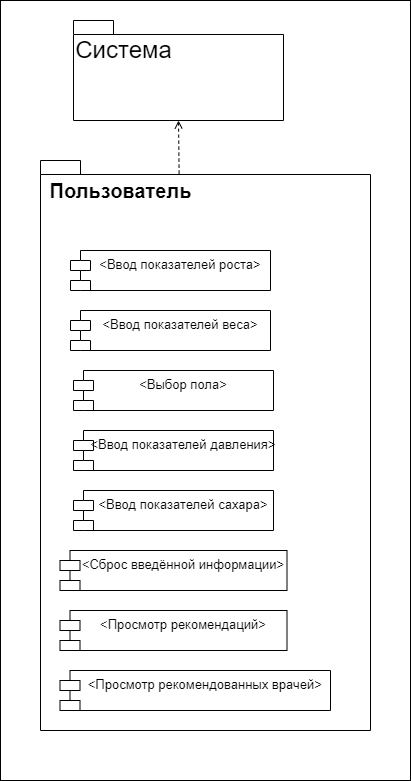 Система
Пользователь
<Ввод показателей роста>
<Ввод показателей веса>
<Выбор пола>
<Ввод показателей давления>
<Ввод показателей сахара>
<Сброс введённой информации>
<Просмотр рекомендаций>
<Просмотр рекомендованных врачей>